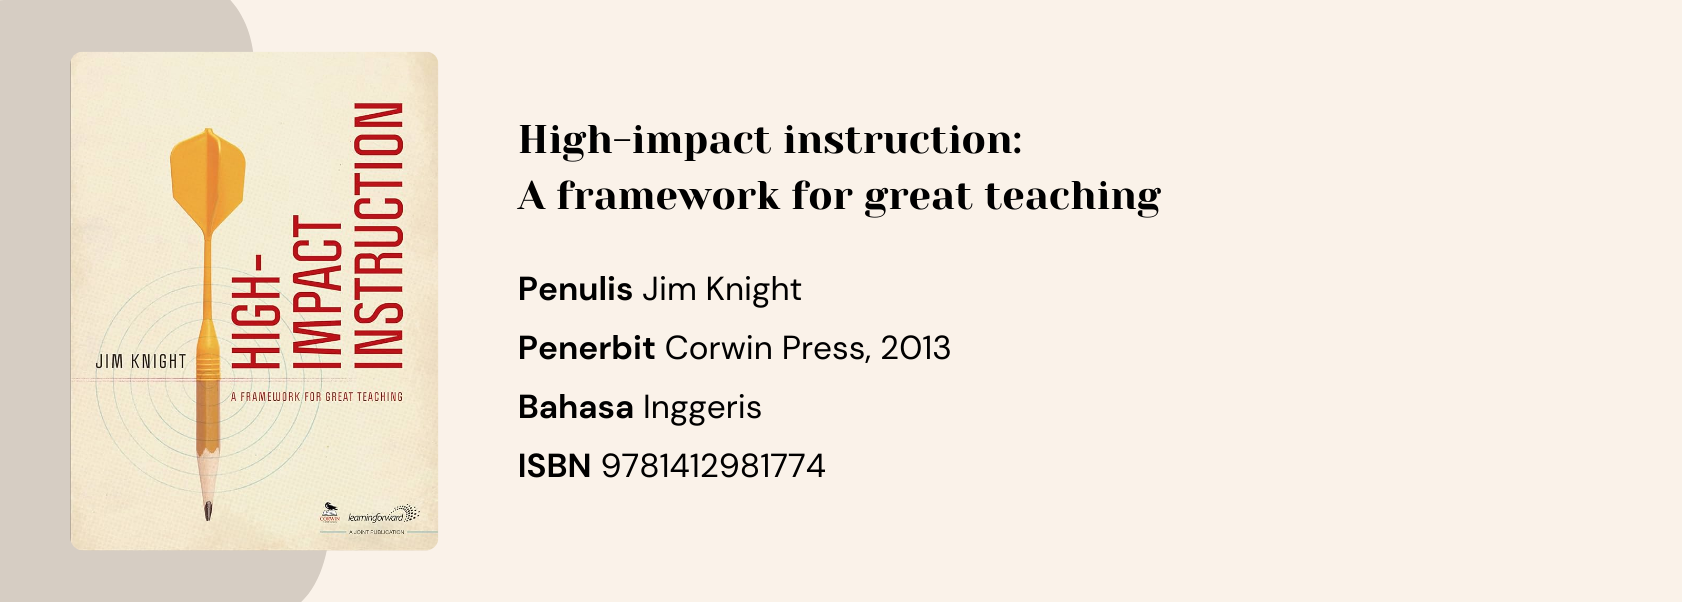 HIGH-
IMPACT
INSTRUCTION
JIM KNIGHT
A FRAMEWORK FOR GREAT TEACHING
CORWIN
learningforward
A JOINT PUBLICATION
High-impact instruction:
A framework for great teaching
Penulis Jim Knight
Penerbit Corwin Press, 2013
Bahasa Inggeris
ISBN 9781412981774